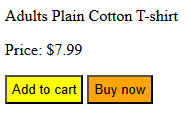 Adults Plain Cotton T-shirt
Price: $7.99
Add to cart Buy now